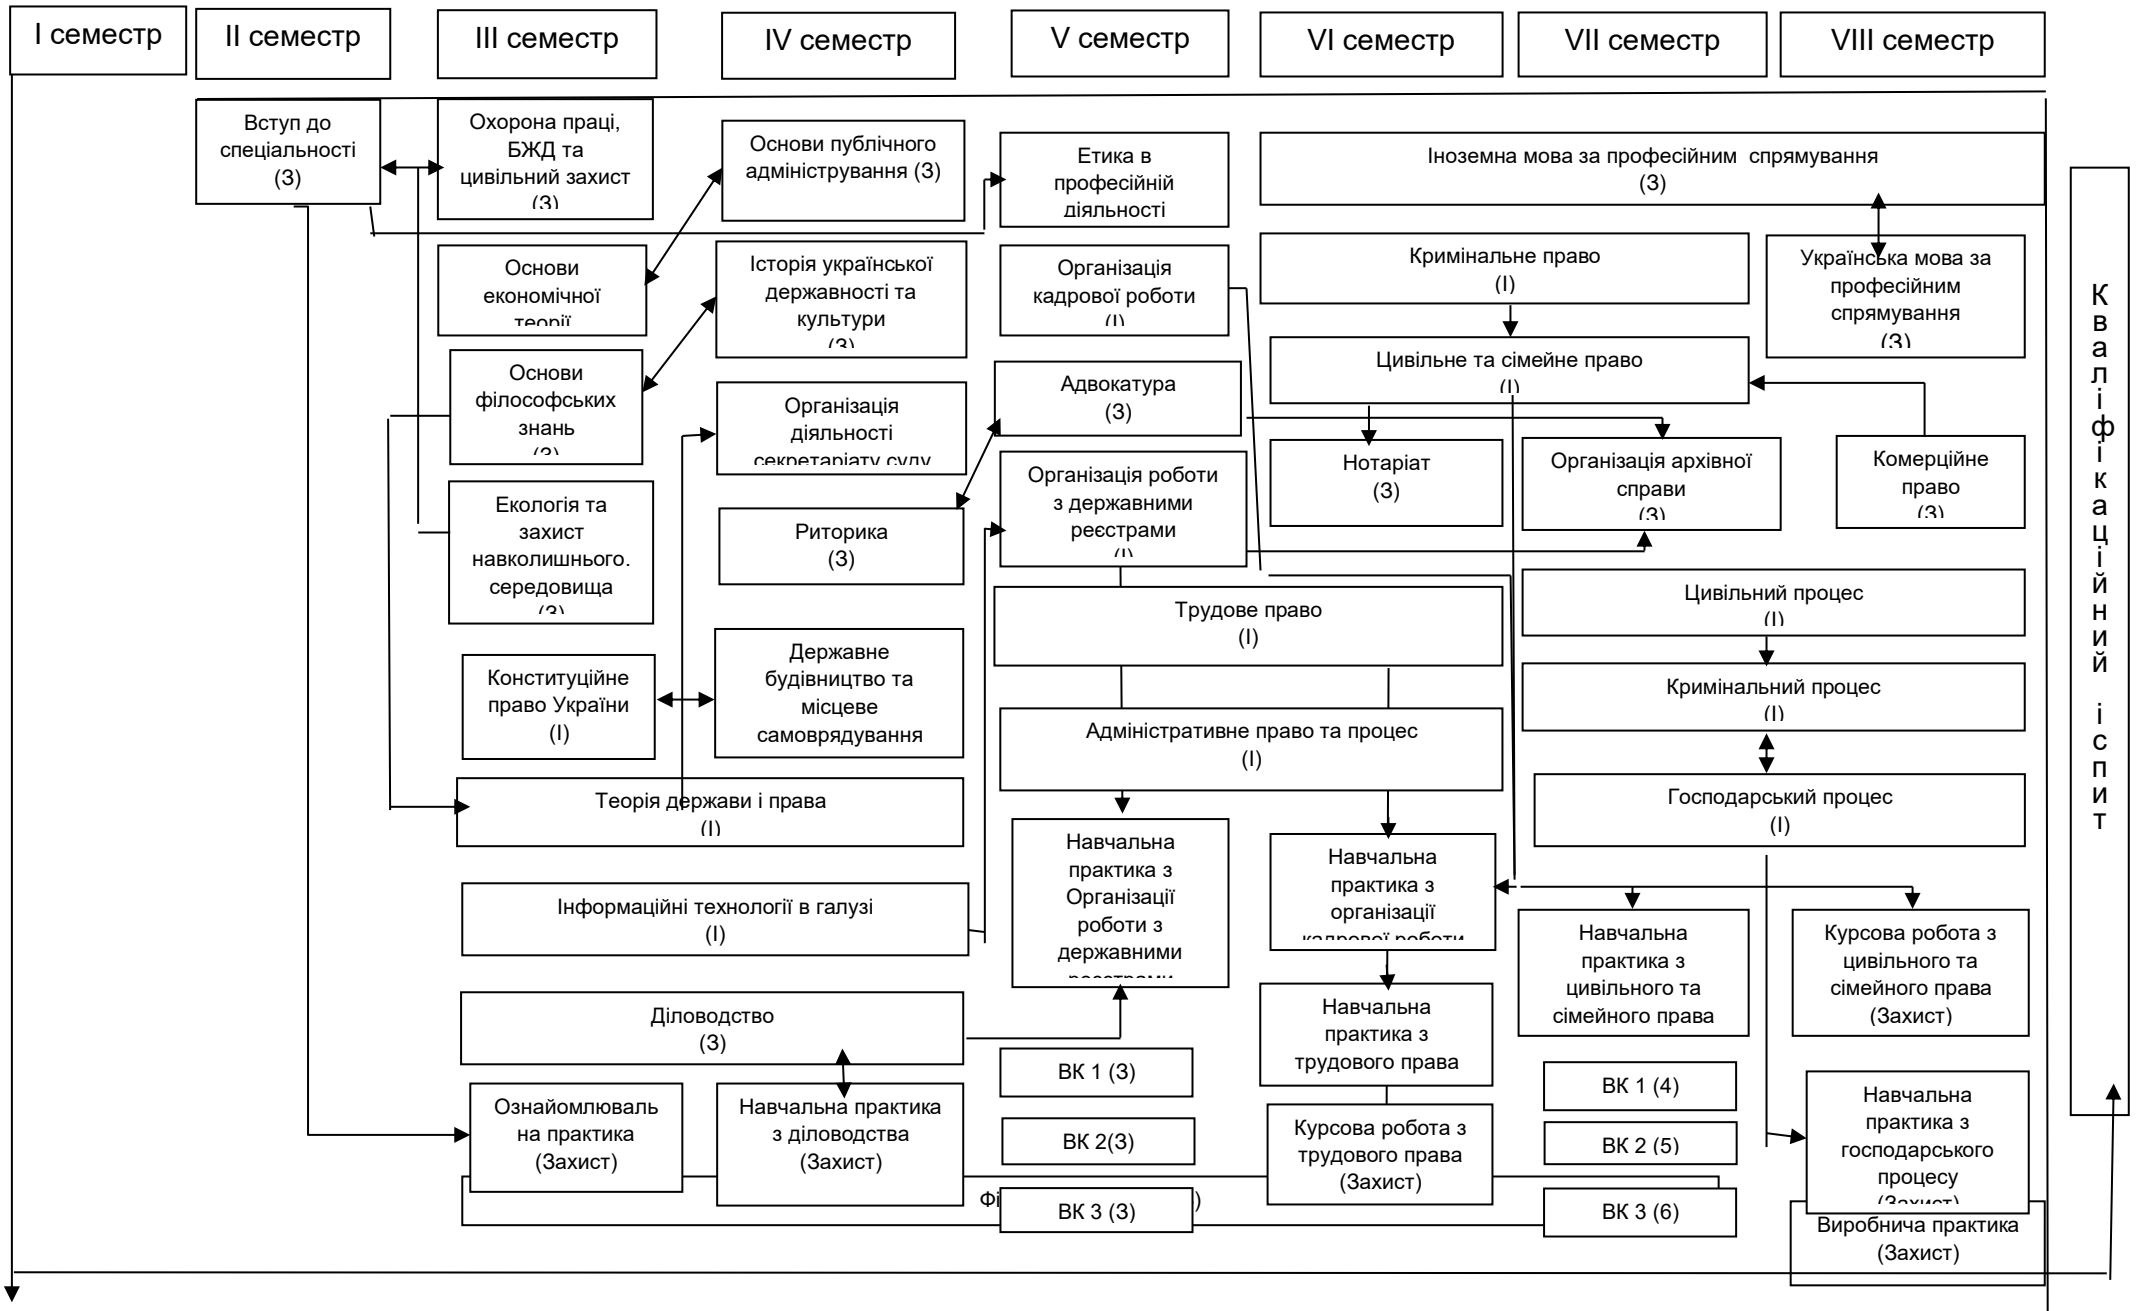 I семестр
II семестр
III семестр
IV семестр
V семестр
VI семестр
VII семестр
VIII семестр
Вступ до
спеціальності
(З)
Охорона праці,
БЖД та
цивільний захист
(З)
Основи публічного
адміністрування (З)
Етика в
професійній
діяльності
Іноземна мова за професійним спрямування
(З)
Основи
економічної
теорії
Історія української
державності та
культури
(З)
Організація
кадрової роботи
(І)
Кримінальне право
(І)
Українська мова за
професійним
спрямування
(З)
Основи
філософських
знань
(З)
Організація
діяльності
секретаріату суду
Адвокатура
(З)
Цивільне та сімейне право
(І)
Нотаріат
(З)
Організація архівної
справи
(З)
Комерційне
право
(З)
Екологія та
захист
навколишнього.
середовища
(З)
Риторика
(З)
Організація роботи
з державними
реєстрами
(І)
Трудове право
(І)
Цивільний процес
(І)
Конституційне
право України
(І)
Державне
будівництво та
місцеве
самоврядування
Адміністративне право та процес
(І)
Кримінальний процес
(І)
Теорія держави і права
(І)
Господарський процес
(І)
Інформаційні технології в галузі
(І)
Навчальна
практика з
Організації
роботи з
державними
реєстрами
Навчальна
практика з
організації
кадрової роботи
Навчальна
практика з
цивільного та
сімейного права
Курсова робота з
цивільного та
сімейного права
(Захист)
Діловодство
(З)
Навчальна
практика з
трудового права
ВК 1 (З)
ВК 1 (4)
Ознайомлюваль
на практика
(Захист)
Навчальна практика
з діловодства
(Захист)
ВК 2(З)
Курсова робота з
трудового права
(Захист)
ВК 2 (5)
Навчальна
практика з
господарського
процесу
(Захист)
ВК 3 (З)
ВК 3 (6)
Виробнича практика
(Захист)
Кваліфікаційний іспит